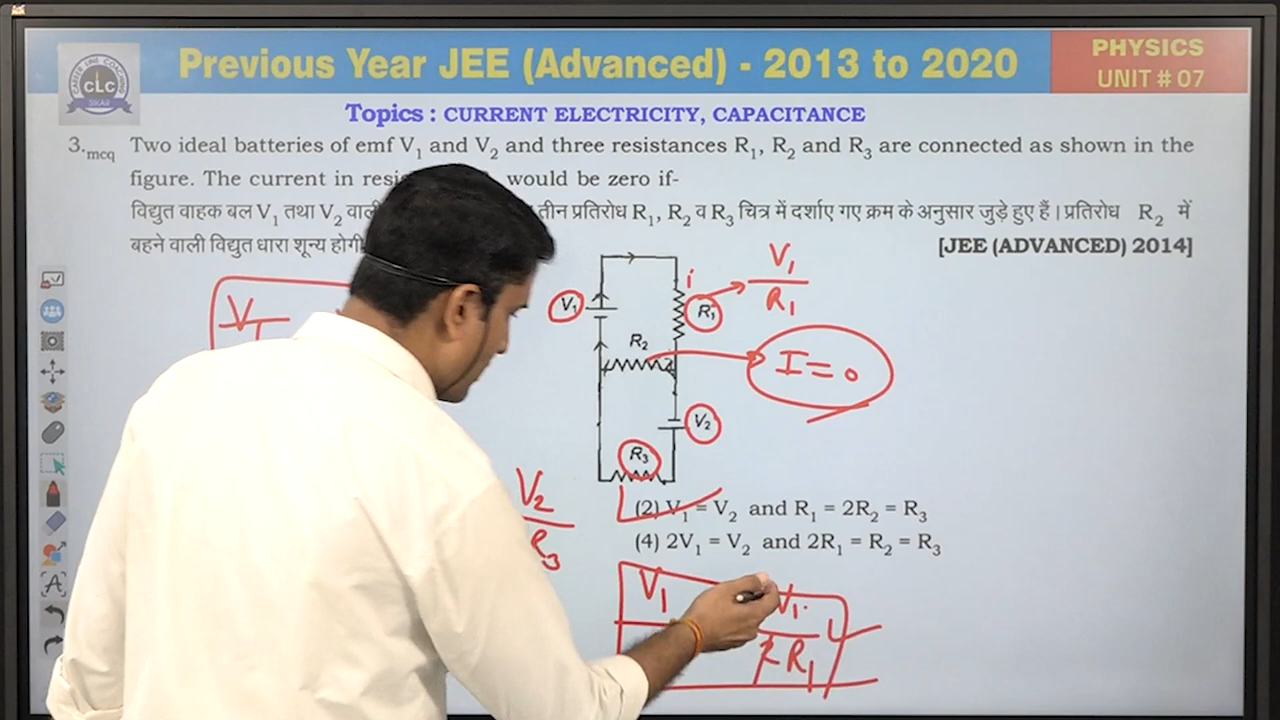 Previous Year JEE (Advanced) - 2013 to 2020
PHYSICS
UNIT # 07
CLC
SIKAR
Topics : CURRENT ELECTRICITY, CAPACITANCE
3.mcq Two ideal batteries of emf V₁ and V₂ and three resistances R₁, R₂ and R₃ are connected as shown in the
figure. The current in would be zero if-
विद्युत वाहक बल V₁ तथा V₂ तीन प्रतिरोध R₁, R₂ व R₃ चित्र में दर्शाए गए क्रम के अनुसार जुड़े हुए हैं। प्रतिरोध R₂ में
बहने वाली विद्युत धारा शून्य होगी
[JEE (ADVANCED) 2014]
V₁
i
R₁
V₁
R₁
R₂
I = 0
V₂
R₃
V₂
R₃
(2) V₁ = V₂ and R₁ = 2R₂ = R₃
(4) 2V₁ = V₂ and 2R₁ = R₂ = R₃
V₁
V₁
2R₁
A